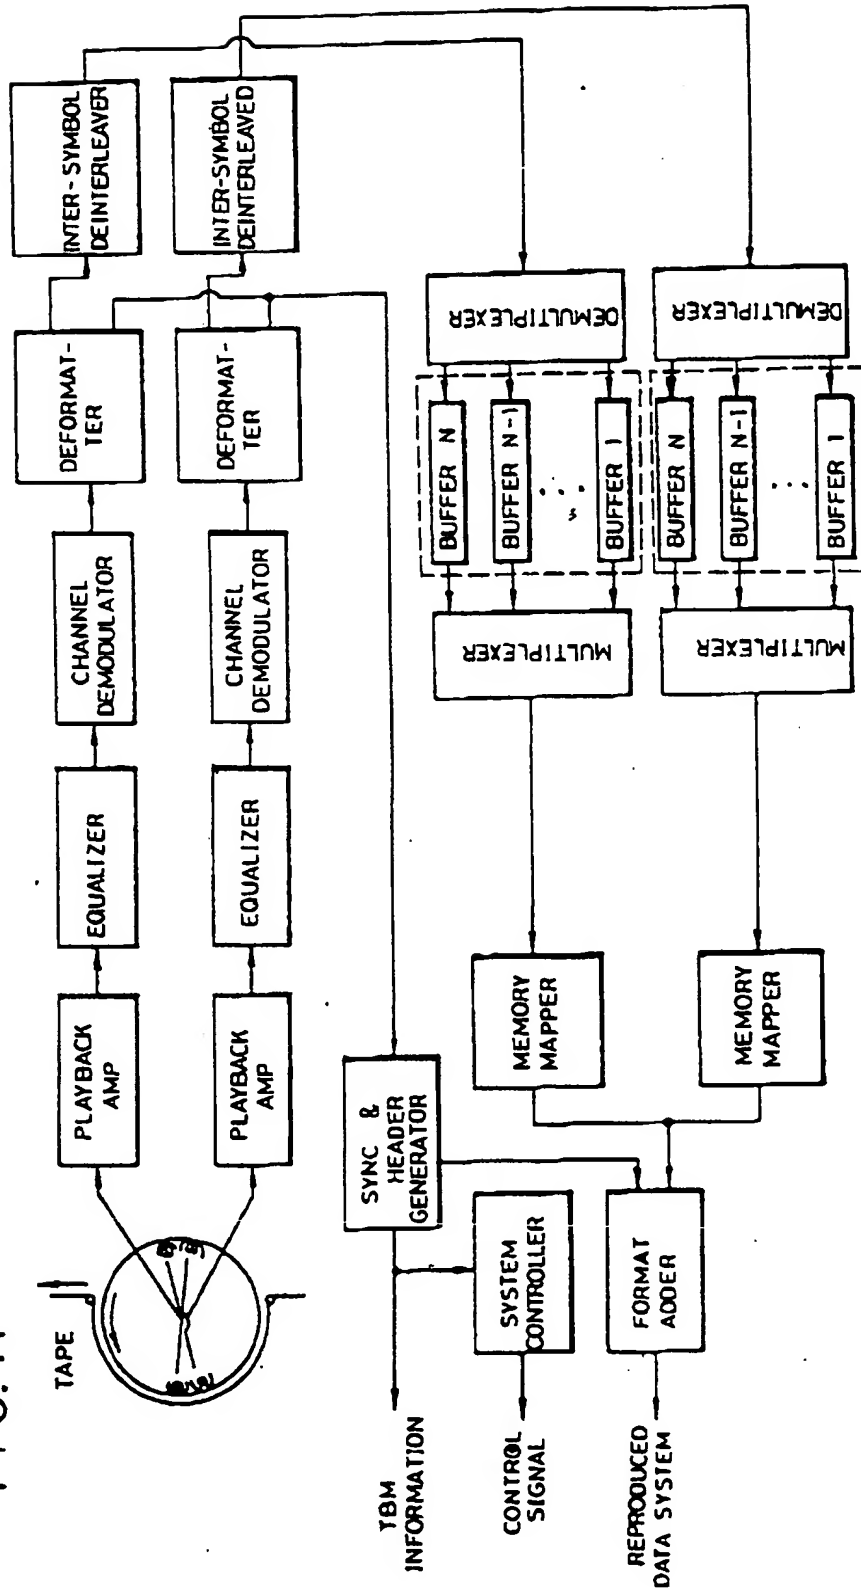 TAPE
PLAYBACK
AMP
EQUALIZER
CHANNEL
DEMODULATOR
DEFORMAT-
TER
INTER-SYMBOL
DEINTERLEAVER
PLAYBACK
AMP
EQUALIZER
CHANNEL
DEMODULATOR
DEFORMAT-
TER
INTER-SYMBOL
DEINTERLEAVED
SYNC &
HEADER
GENERATOR
TBM
INFORMATION
SYSTEM
CONTROLLER
CONTROL
SIGNAL
FORMAT
ADDER
REPRODUCED
DATA SYSTEM
MEMORY
MAPPER
MULTIPLEXER
BUFFER N
BUFFER N-1
...
BUFFER 1
DEMULTIPLEXER
MEMORY
MAPPER
MULTIPLEXER
BUFFER N
BUFFER N-1
...
BUFFER 1
DEMULTIPLEXER